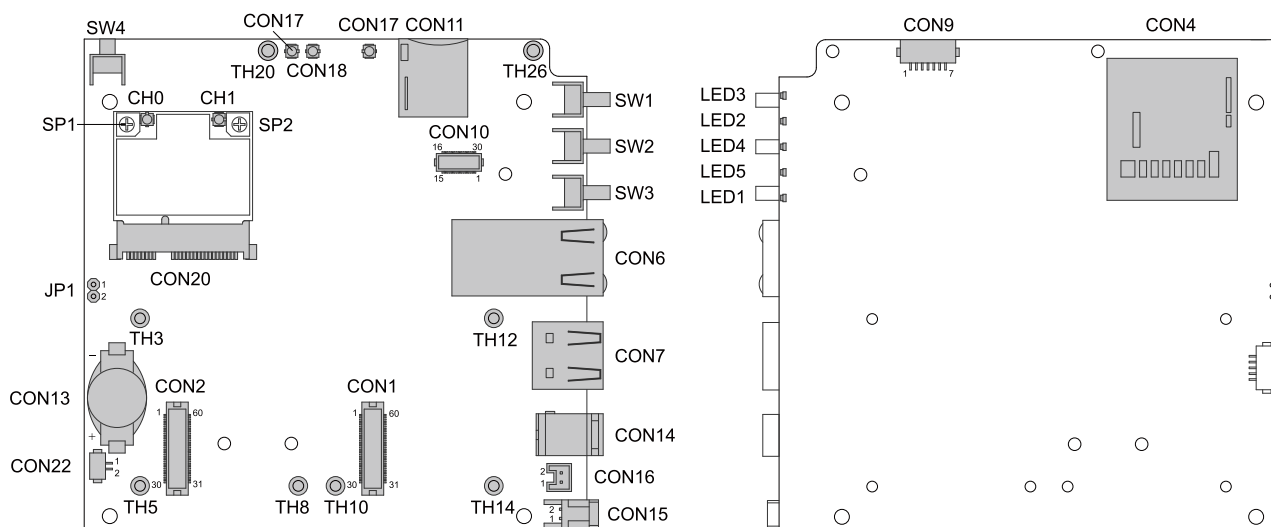 SW4
CON17
CON17
CON11
TH20
CON18
TH26
CH0
CH1
SP1
SP2
SW1
CON10
16
30
15
1
SW2
SW3
CON6
CON20
JP1
1
2
TH3
TH12
CON7
−
CON13
CON2
CON1
1
60
1
60
+
CON14
CON22
1
2
CON16
2
1
30
31
30
31
TH5
TH8
TH10
TH14
CON15
2
1
CON9
1
7
CON4
LED3
LED2
LED4
LED5
LED1